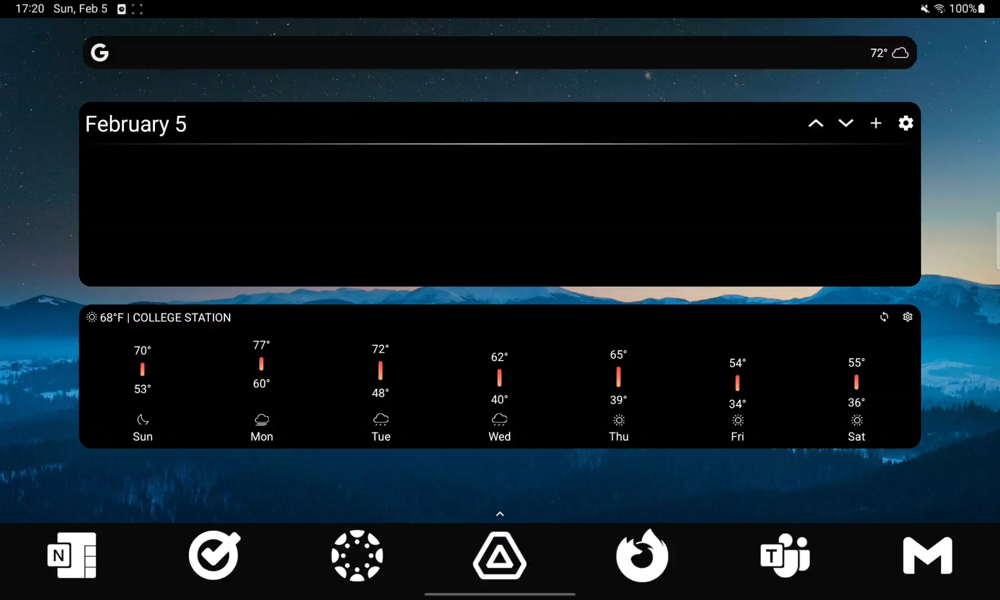 17:20 Sun, Feb 5 100%
G 72°
February 5
68°F | COLLEGE STATION
70° 77° 72° 62° 65° 54° 55°
53° 60° 48° 40° 39° 34° 36°
Sun Mon Tue Wed Thu Fri Sat
N T